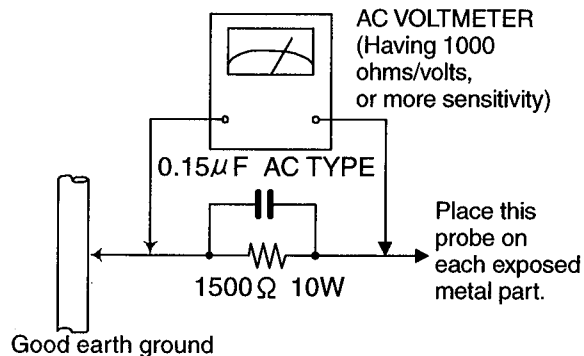 AC VOLTMETER
(Having 1000
ohms/volts,
or more sensitivity)
0.15μF AC TYPE
Place this
probe on
each exposed
metal part.
1500Ω 10W
Good earth ground